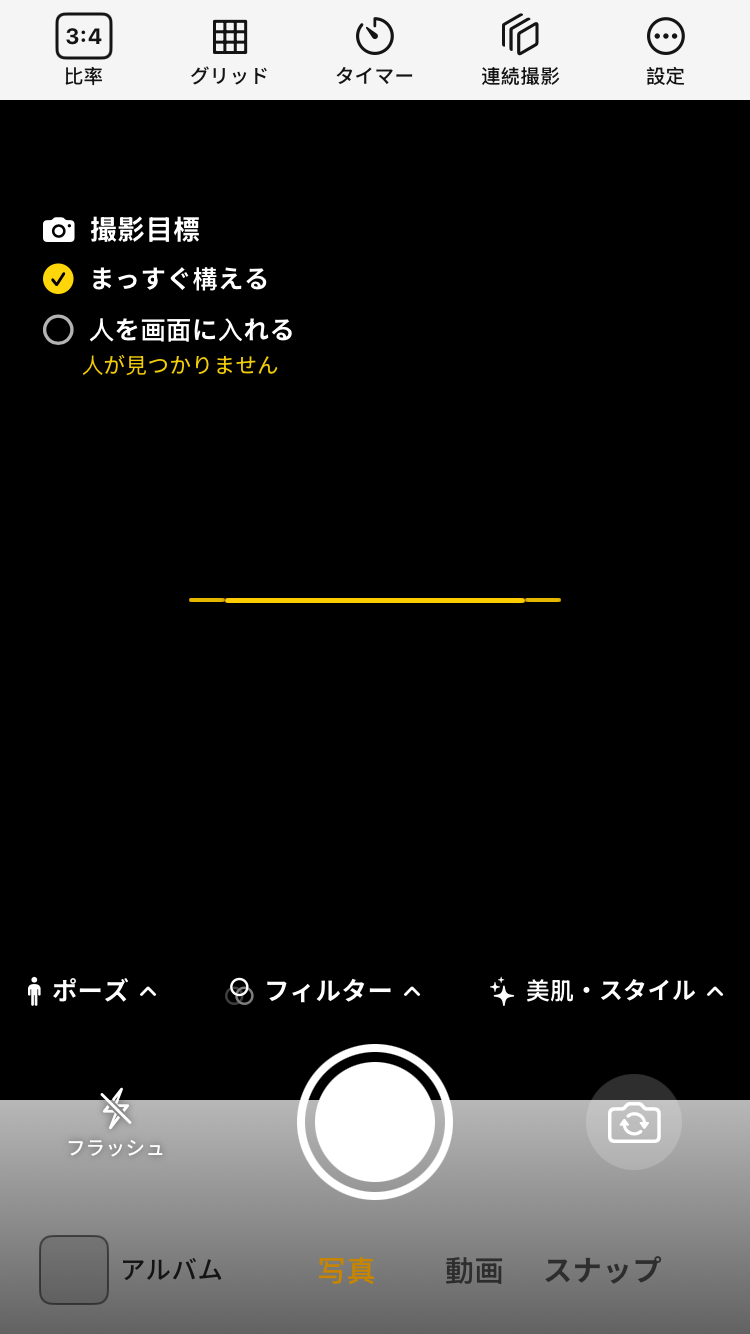 3:4
比率
グリッド
タイマー
連続撮影
設定
撮影目標
まっすぐ構える
人を画面に入れる
人が見つかりません
ポーズ
フィルター
美肌・スタイル
フラッシュ
アルバム
写真
動画
スナップ